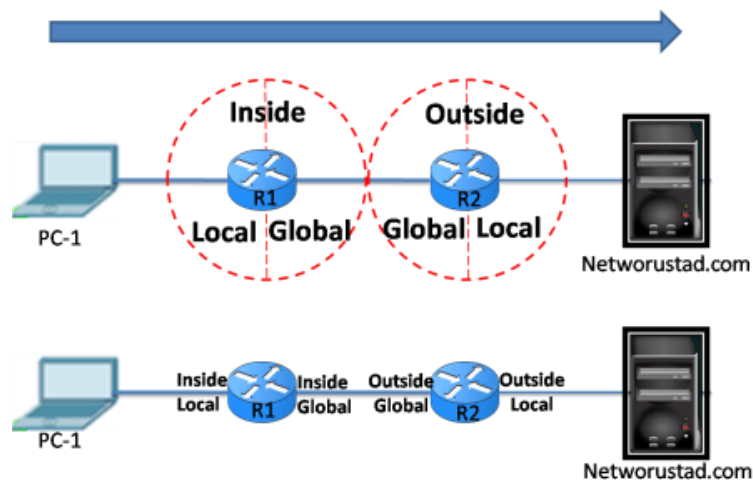 Inside
Outside
R1
R2
Local Global
Global Local
PC-1
Networustad.com
Inside
Local
R1
Inside
Global
Outside
Global
R2
Outside
Local
PC-1
Networustad.com